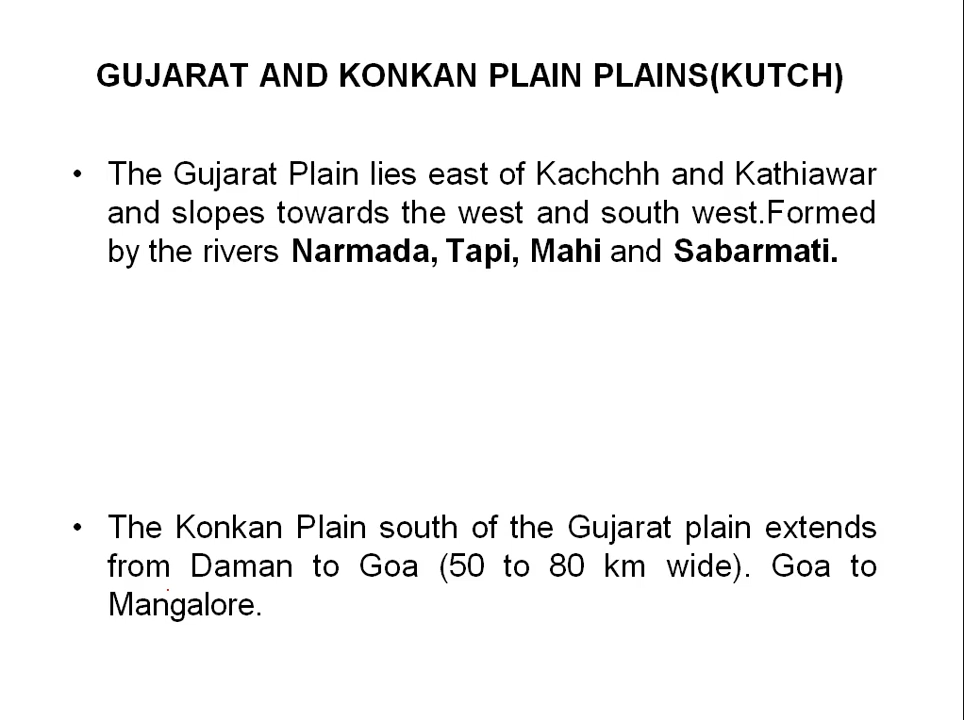 GUJARAT AND KONKAN PLAIN PLAINS(KUTCH)
• The Gujarat Plain lies east of Kachchh and Kathiawar
and slopes towards the west and south west.Formed
by the rivers Narmada, Tapi, Mahi and Sabarmati.
• The Konkan Plain south of the Gujarat plain extends
from Daman to Goa (50 to 80 km wide). Goa to
Mangalore.